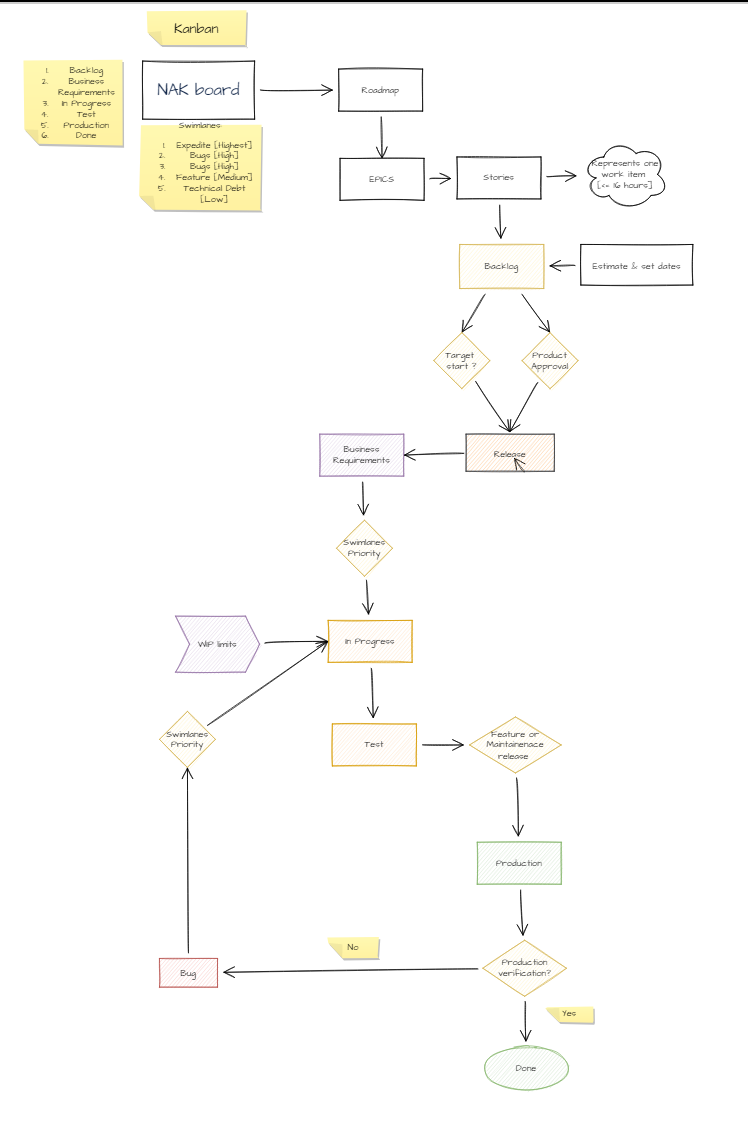 Kanban
1. Backlog
2. Business
Requirements
3. In Progress
4. Test
5. Production
6. Done
NAK board
Swimlanes
1. Expedite [Highest]
2. Bugs [High]
3. Bugs [High]
4. Feature [Medium]
5. Technical Debt
[Low]
Roadmap
EPICS
Stories
Represents one
work item
[<= 16 hours]
Backlog
Estimate & set dates
Target
start ?
Product
Approval
Release
Business
Requirements
Swimlanes
Priority
WIP limits
In Progress
Swimlanes
Priority
Test
Feature or
Maintainenace
release
Production
No
Production
verification?
Bug
Yes
Done